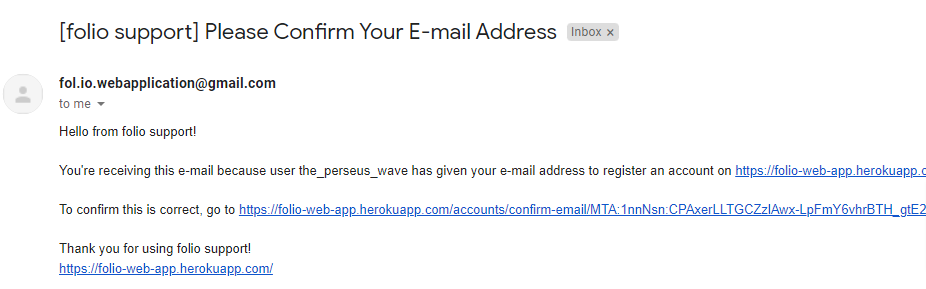 [folio support] Please Confirm Your E-mail Address Inbox ×
fol.io.webapplication@gmail.com
to me
Hello from folio support!
You're receiving this e-mail because user the_perseus_wave has given your e-mail address to register an account on https://folio-web-app.herokuapp.c
To confirm this is correct, go to https://folio-web-app.herokuapp.com/accounts/confirm-email/MTA:1nnNsn:CPAxerLLTGCZzlAwx-LpFmY6vhrBTH_gtE2
Thank you for using folio support!
https://folio-web-app.herokuapp.com/